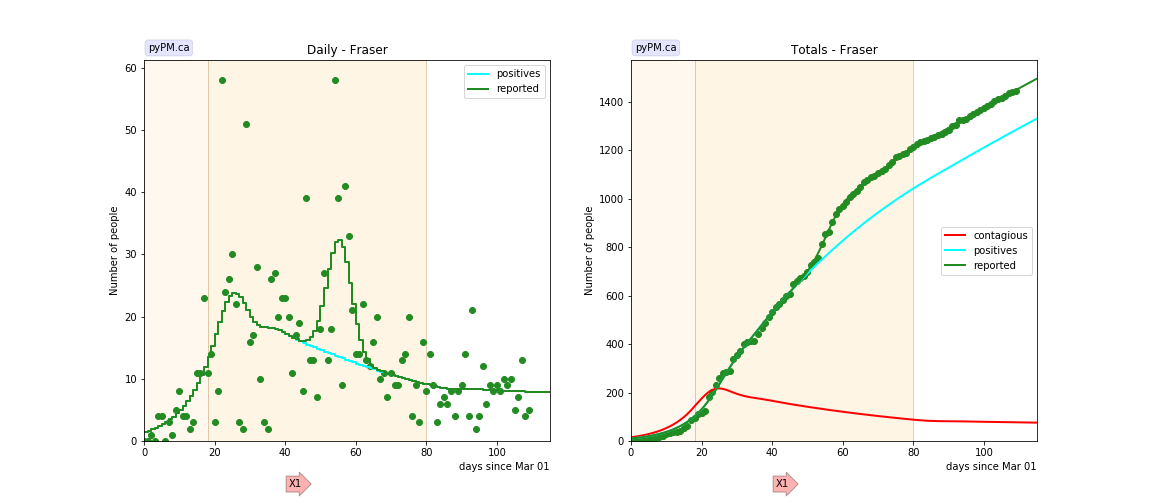 pyPM.ca
Daily - Fraser
positives
reported
Number of people
0
10
20
30
40
50
60
0
20
40
60
80
100
days since Mar 01
X1
pyPM.ca
Totals - Fraser
contagious
positives
reported
Number of people
0
200
400
600
800
1000
1200
1400
0
20
40
60
80
100
days since Mar 01
X1